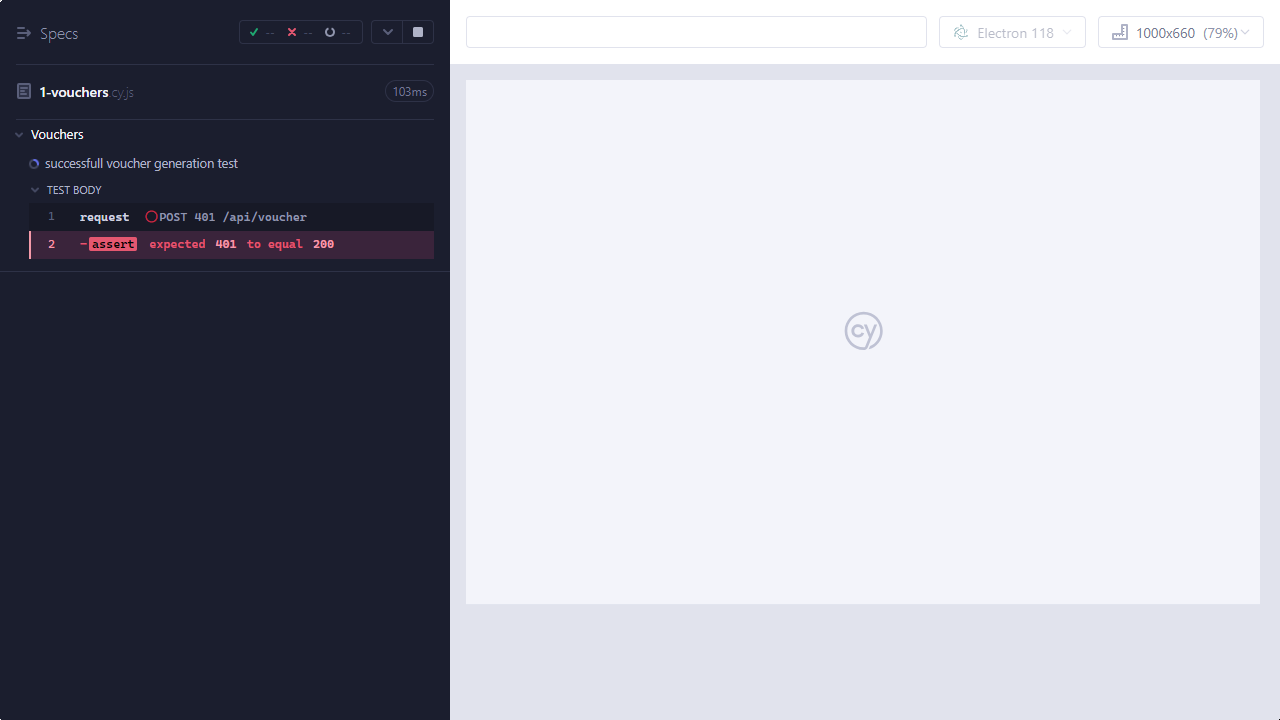 Specs
-- -- --
1-vouchers.cy.js
103ms
Vouchers
successfull voucher generation test
TEST BODY
1 request POST 401 /api/voucher
2 -assert expected 401 to equal 200
Electron 118
1000x660 (79%)
cy